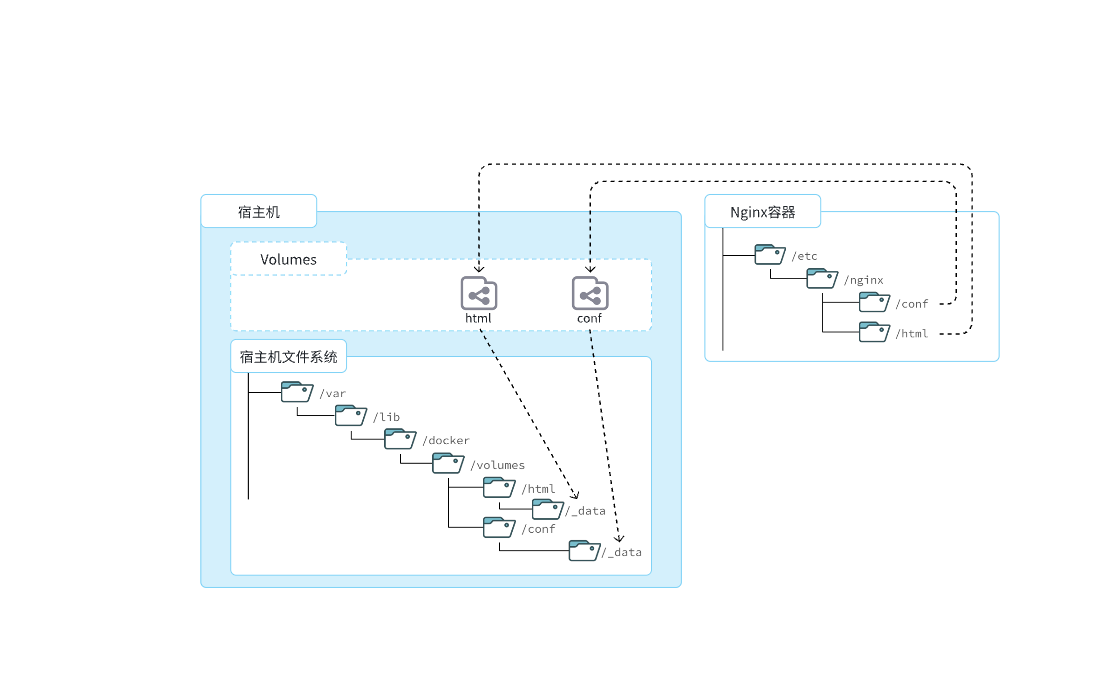 宿主机
Volumes
html
conf
宿主机文件系统
/var
/lib
/docker
/volumes
/html
/_data
/conf
/_data
Nginx容器
/etc
/nginx
/conf
/html